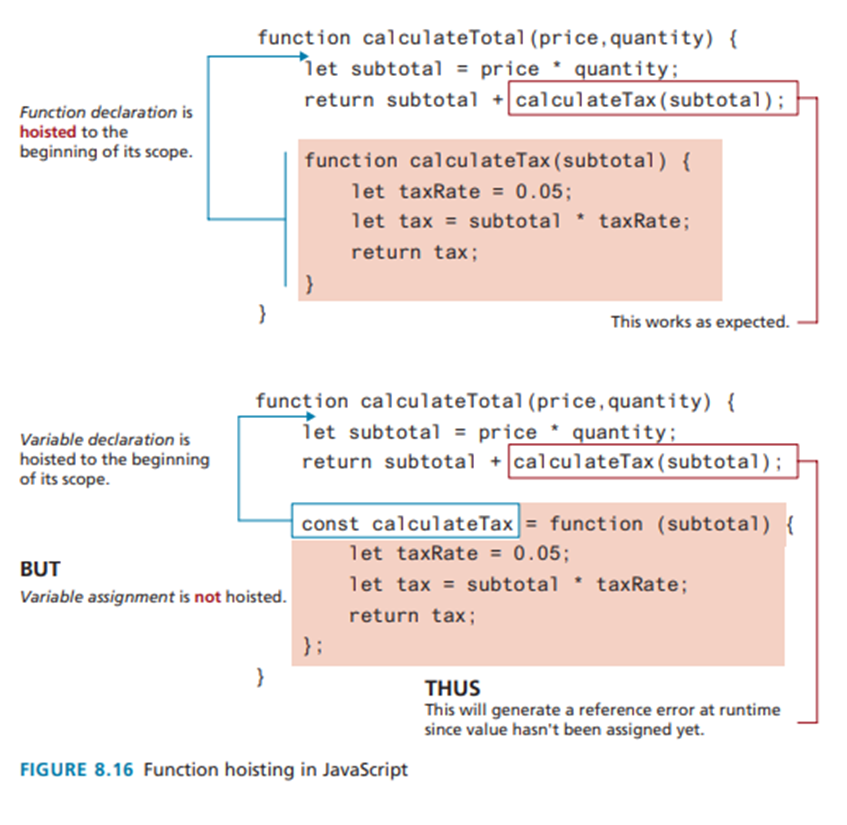 function calculateTotal(price,quantity) {
let subtotal = price * quantity;
return subtotal + calculateTax(subtotal);
Function declaration is
hoisted to the
beginning of its scope.
function calculateTax(subtotal) {
let taxRate = 0.05;
let tax = subtotal * taxRate;
return tax;
}
}
This works as expected.
function calculateTotal(price,quantity) {
let subtotal = price * quantity;
return subtotal + calculateTax(subtotal);
Variable declaration is
hoisted to the beginning
of its scope.
const calculateTax = function (subtotal) {
let taxRate = 0.05;
let tax = subtotal * taxRate;
return tax;
};
}
BUT
Variable assignment is not hoisted.
THUS
This will generate a reference error at runtime
since value hasn't been assigned yet.
FIGURE 8.16 Function hoisting in JavaScript